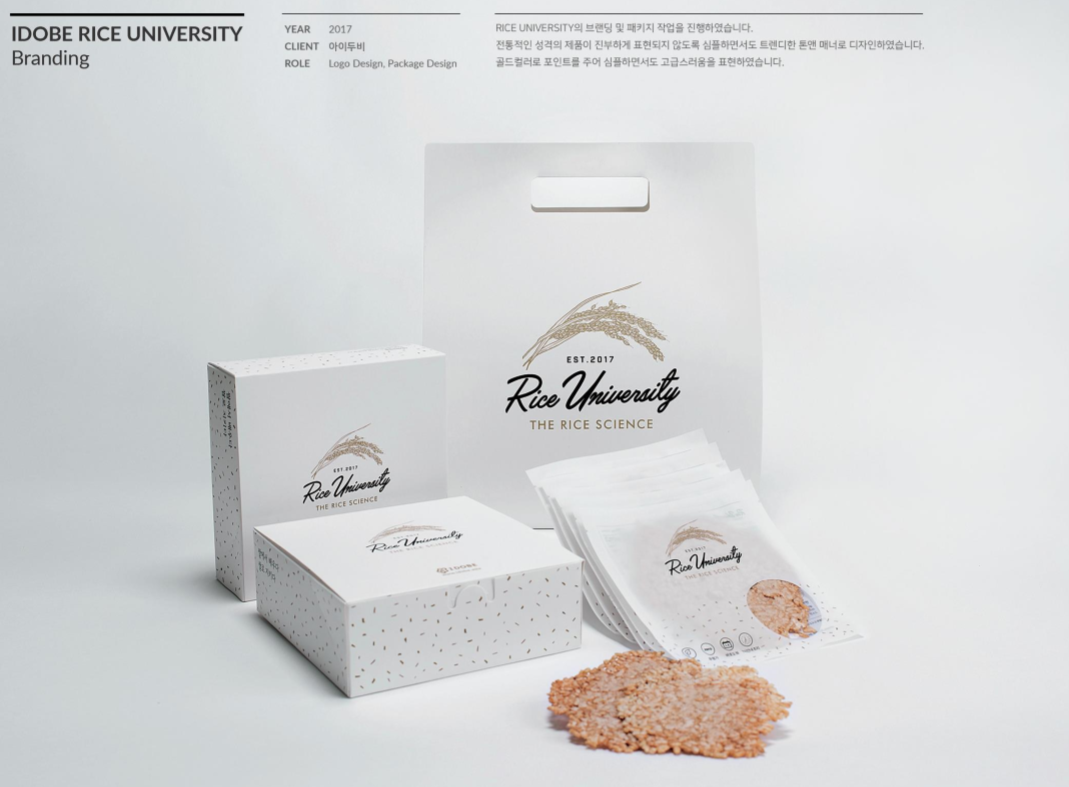 IDOBE RICE UNIVERSITY
Branding
YEAR 2017
CLIENT 아이두비
ROLE Logo Design, Package Design
RICE UNIVERSITY의 브랜딩 및 패키지 작업을 진행하였습니다.
전통적인 성격의 제품이 진부하게 표현되지 않도록 심플하면서도 트렌디한 톤앤 매너로 디자인하였습니다.
골드컬러로 포인트를 주어 심플하면서도 고급스러움을 표현하였습니다.
EST.2017
Rice University
THE RICE SCIENCE
EST.2017
Rice University
THE RICE SCIENCE
Rice University
THE RICE SCIENCE
IDOBE
Rice University
THE RICE SCIENCE